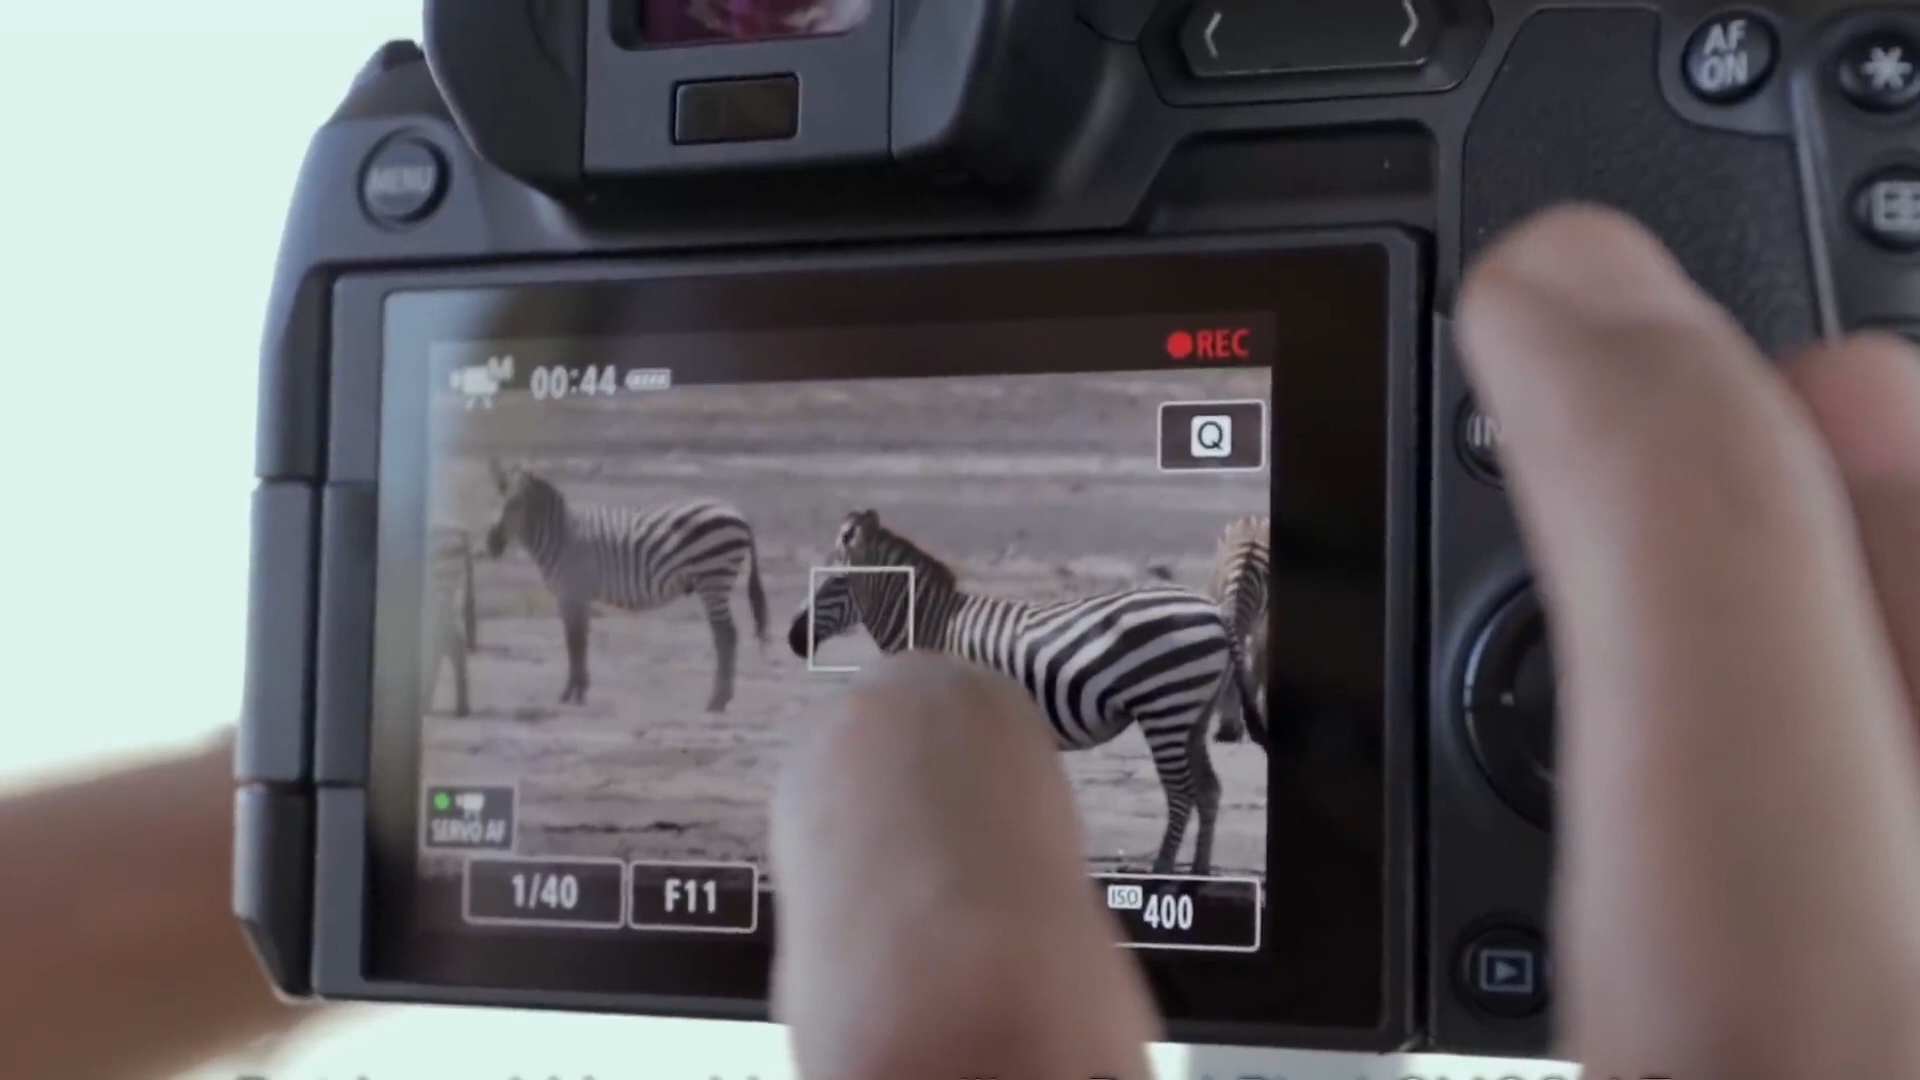 AF
ON
MENU
REC
00:44
Q
SERVO AF
1/40
F11
ISO 400